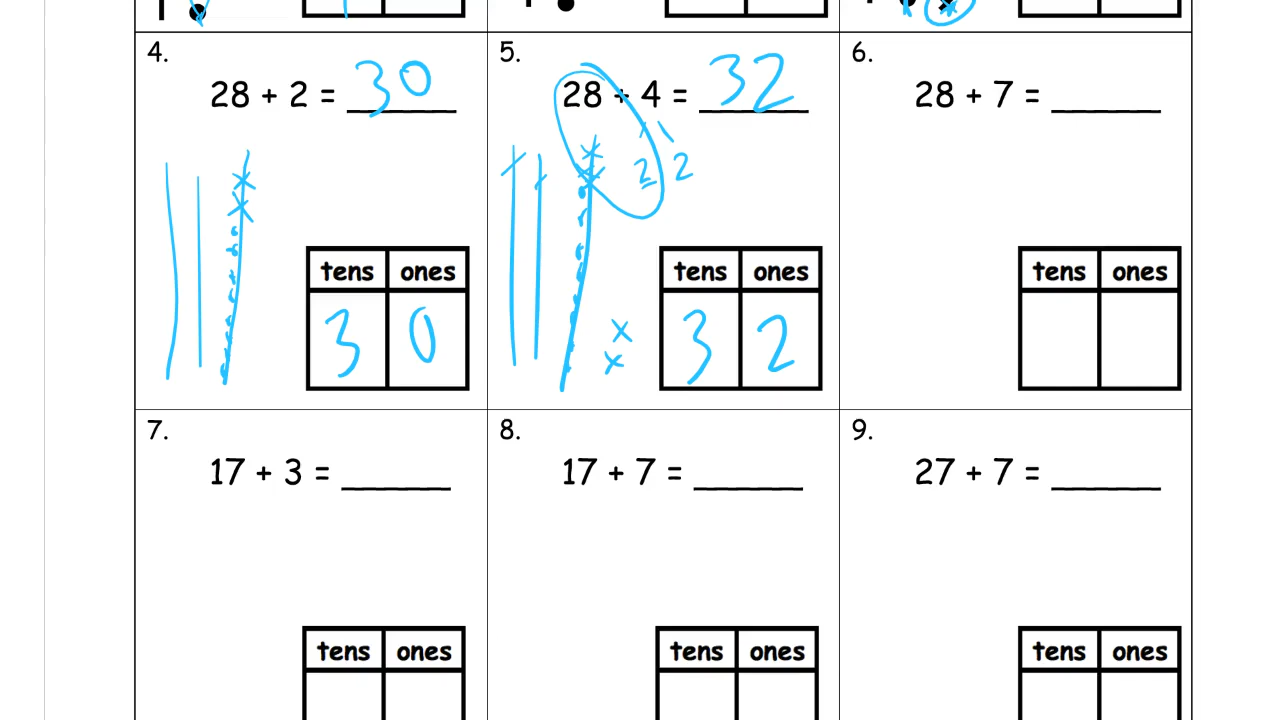 4.
28 + 2 = 30
tens ones
3 0
5.
28 + 4 = 32
2 2
tens ones
3 2
6.
28 + 7 = ______
tens ones
7.
17 + 3 = ______
tens ones
8.
17 + 7 = ______
tens ones
9.
27 + 7 = ______
tens ones